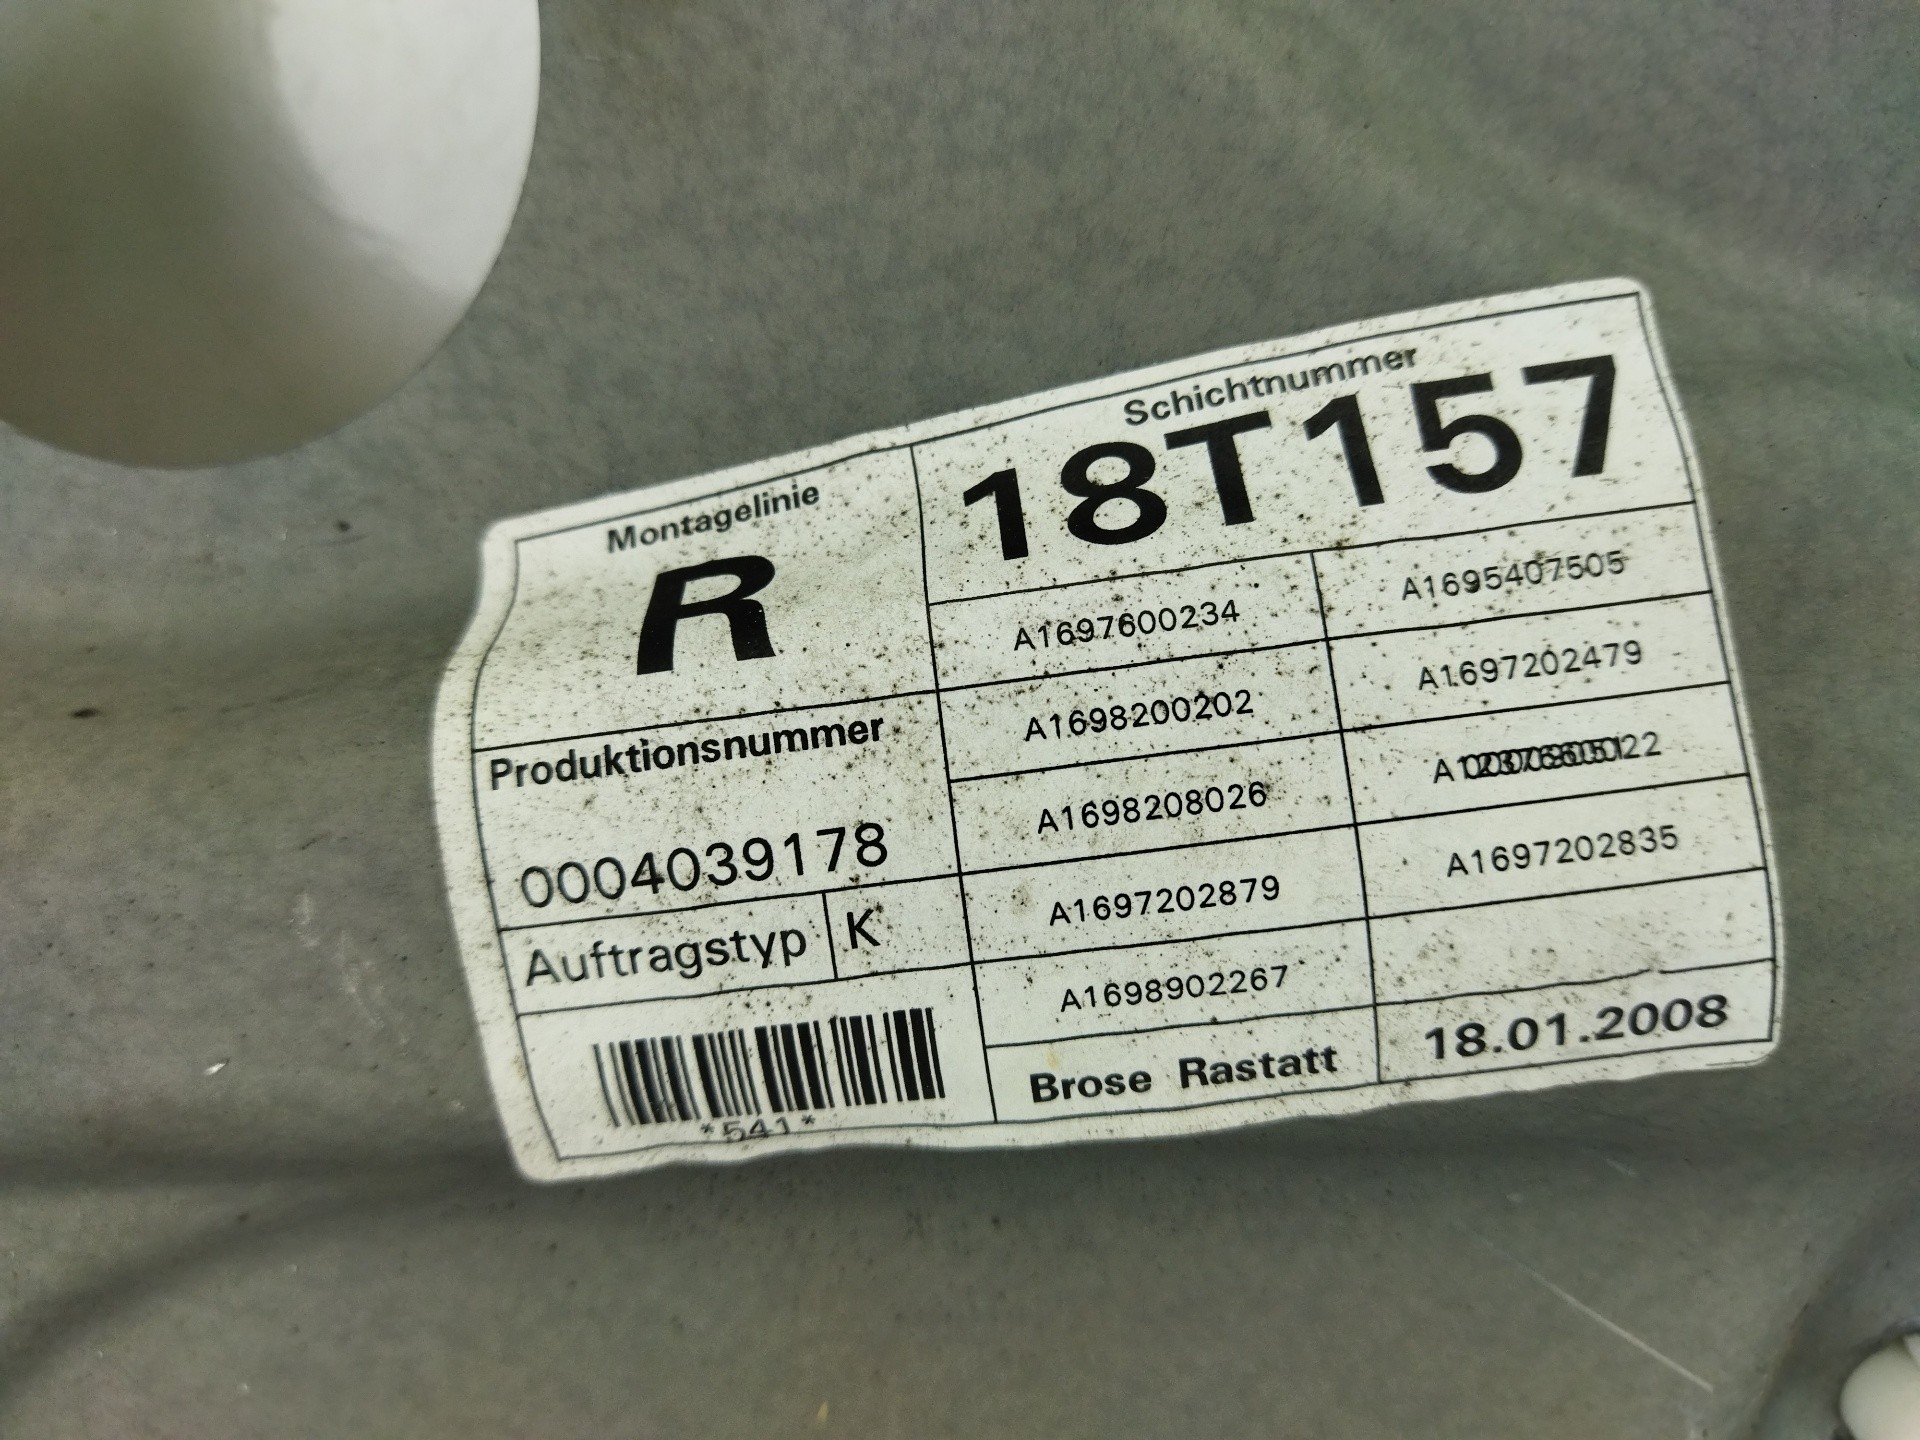 Montagelinie
R
Schichtnummer
18T157
A1697600234 A1695407505
A1698200202 A1697202479
A1698208026
A1697202879 A1697202835
A1698902267
Produktionsnummer
0004039178
Auftragstyp K
*541*
Brose Rastatt 18.01.2008